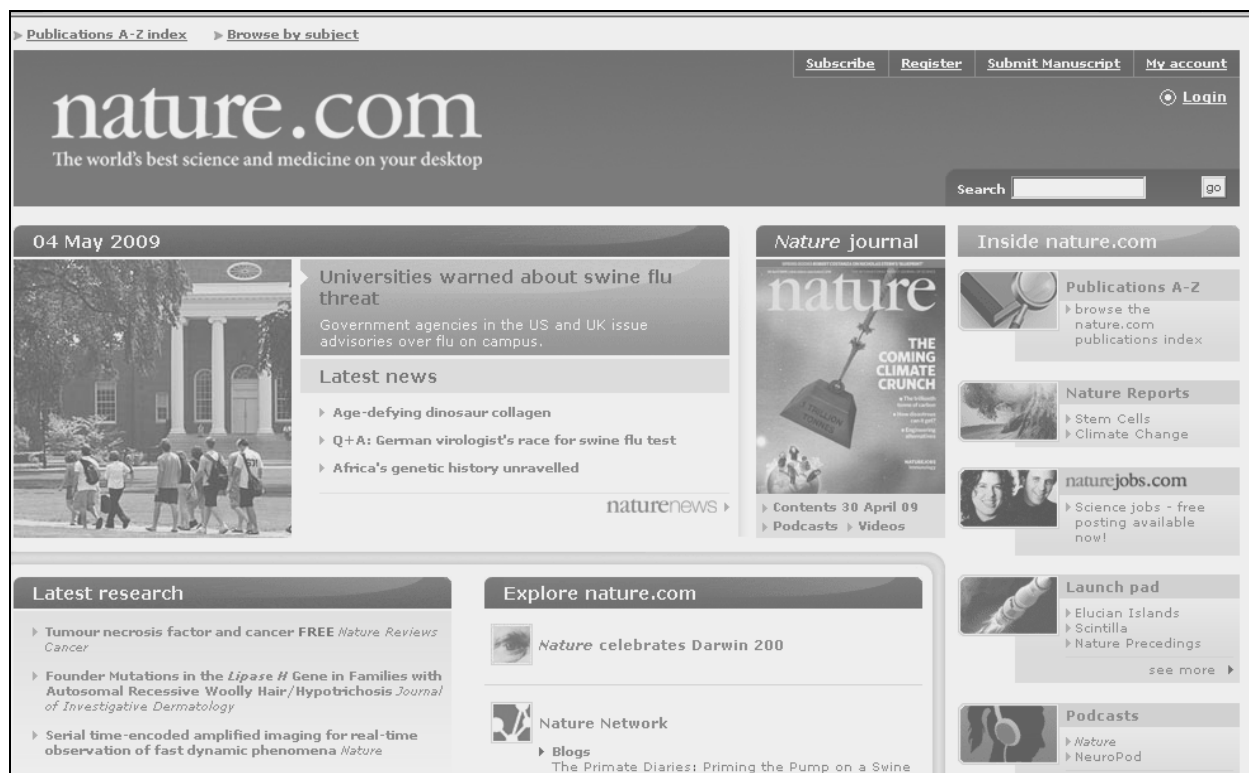 Publications A-Z index Browse by subject
Subscribe Register Submit Manuscript My account
Login
nature.com
The world's best science and medicine on your desktop
Search go
04 May 2009
Universities warned about swine flu
threat
Government agencies in the US and UK issue
advisories over flu on campus.
Latest news
Age-defying dinosaur collagen
Q+A: German virologist's race for swine flu test
Africa's genetic history unravelled
naturenews
Nature journal
nature
THE
COMING
CLIMATE
CRUNCH
Contents 30 April 09
Podcasts Videos
Inside nature.com
Publications A-Z
browse the
nature.com
publications index
Nature Reports
Stem Cells
Climate Change
naturejobs.com
Science jobs - free
posting available
now!
Launch pad
Elucian Islands
Scintilla
Nature Precedings
see more
Podcasts
Nature
NeuroPod
Latest research
Tumour necrosis factor and cancer FREE Nature Reviews
Cancer
Founder Mutations in the Lipase H Gene in Families with
Autosomal Recessive Woolly Hair/Hypotrichosis Journal
of Investigative Dermatology
Serial time-encoded amplified imaging for real-time
observation of fast dynamic phenomena Nature
Explore nature.com
Nature celebrates Darwin 200
Nature Network
Blogs
The Primate Diaries: Priming the Pump on a Swine